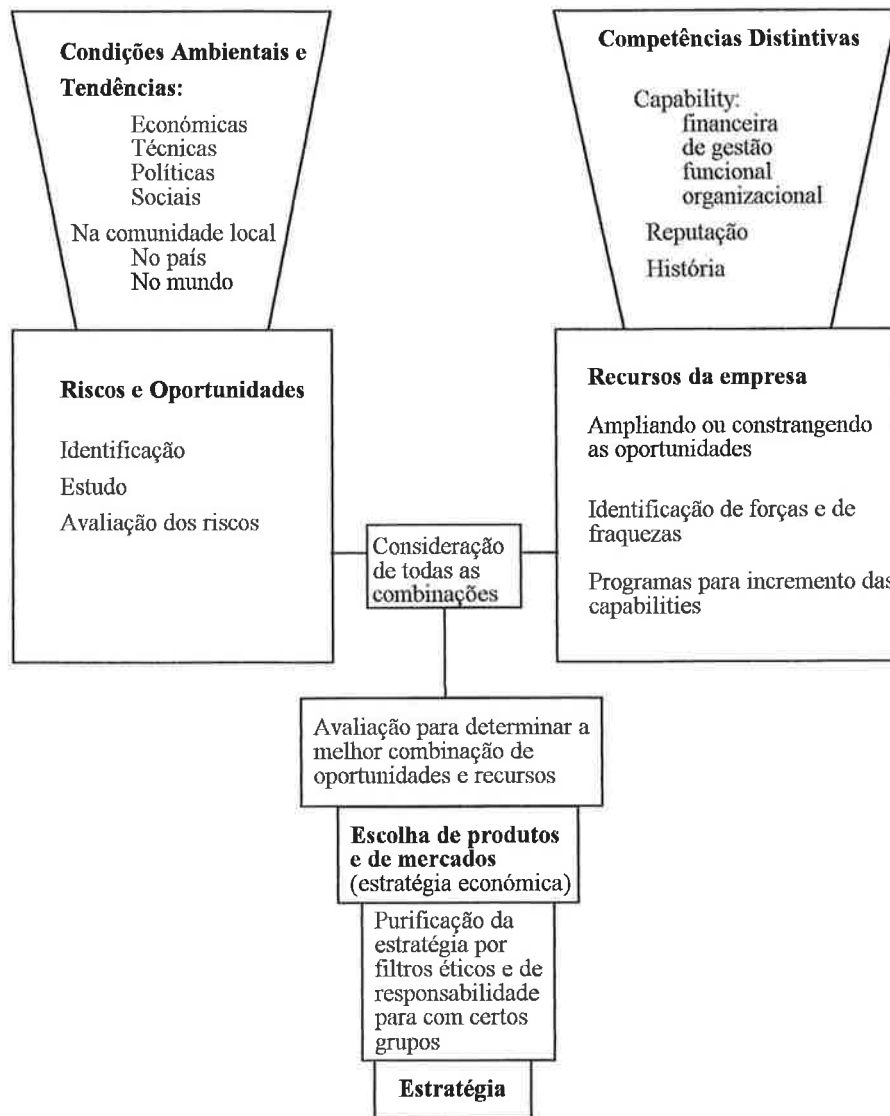 Condições Ambientais e
Tendências:
Económicas
Técnicas
Políticas
Sociais
Na comunidade local
No país
No mundo
Competências Distintivas
Capability:
financeira
de gestão
funcional
organizacional
Reputação
História
Riscos e Oportunidades
Identificação
Estudo
Avaliação dos riscos
Recursos da empresa
Ampliando ou constrangendo
as oportunidades
Identificação de forças e de
fraquezas
Programas para incremento das
capabilities
Consideração
de todas as
combinações
Avaliação para determinar a
melhor combinação de
oportunidades e recursos
Escolha de produtos
e de mercados
(estratégia económica)
Purificação da
estratégia por
filtros éticos e de
responsabilidade
para com certos
grupos
Estratégia